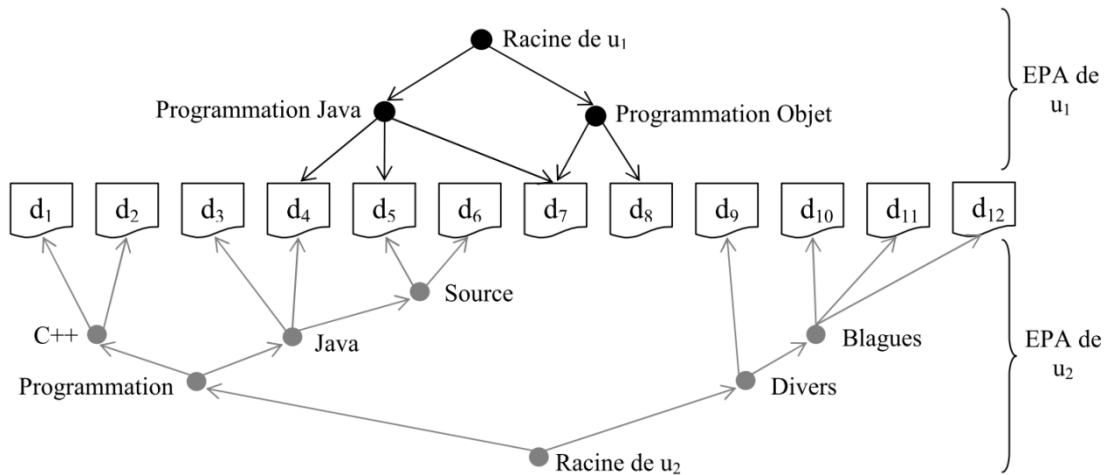 Racine de u₁
EPA de
u₁
Programmation Java
Programmation Objet
d₁ d₂ d₃ d₄ d₅ d₆ d₇ d₈ d₉ d₁₀ d₁₁ d₁₂
Source
C++
Java
Blagues
EPA de
u₂
Programmation
Divers
Racine de u₂